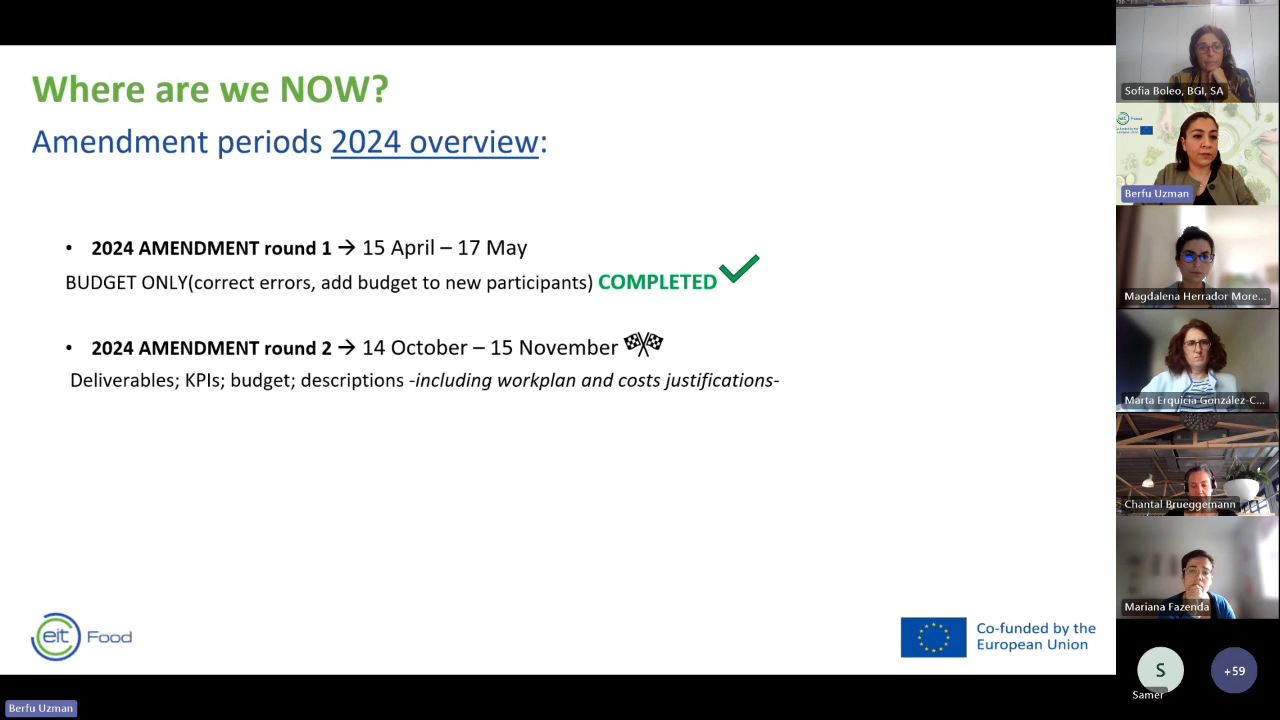 Where are we NOW?
Amendment periods 2024 overview:
• 2024 AMENDMENT round 1 → 15 April – 17 May
BUDGET ONLY(correct errors, add budget to new participants) COMPLETED
• 2024 AMENDMENT round 2 → 14 October – 15 November
Deliverables; KPIs; budget; descriptions -including workplan and costs justifications-
eit Food
Co-funded by the
European Union
Berfu Uzman
Sofia Boleo, BGI, SA
eit Food
Berfu Uzman
Magdalena Herrador More...
Marta Erquicia González-C...
Chantal Brueggemann
Mariana Fazenda
S
Samer
+59